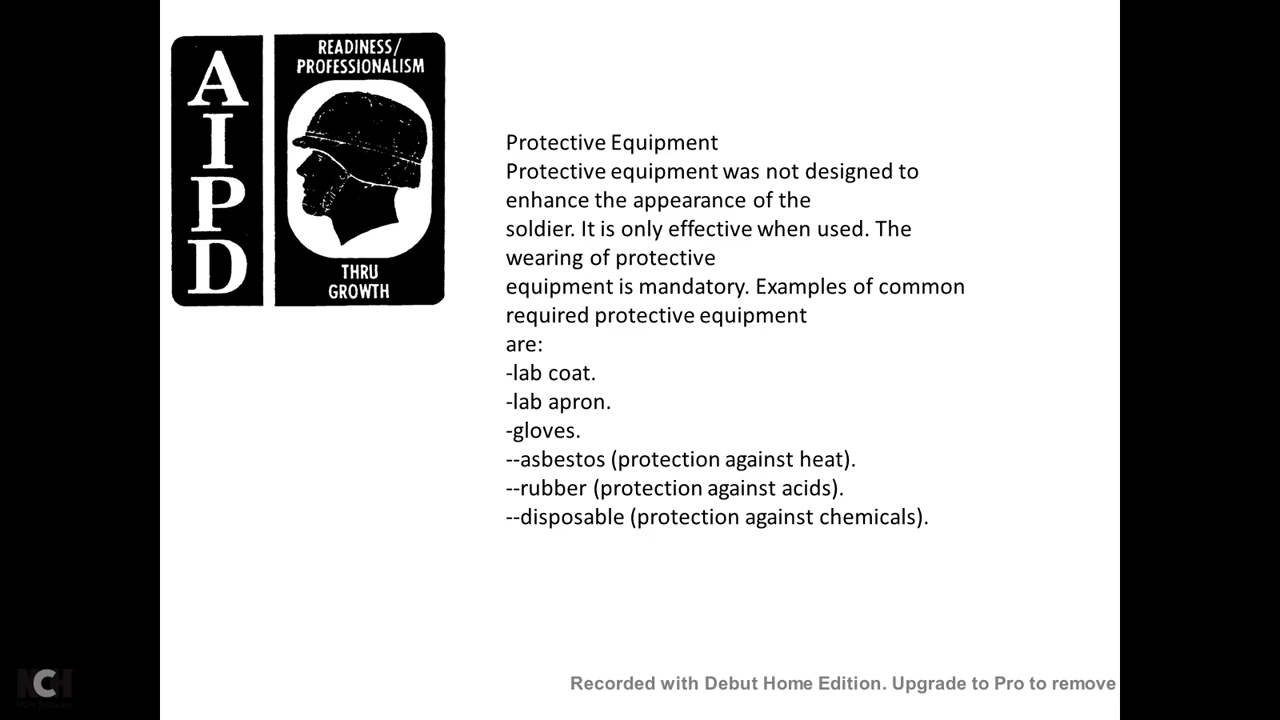 AIPD
READINESS/
PROFESSIONALISM
THRU
GROWTH
Protective Equipment
Protective equipment was not designed to
enhance the appearance of the
soldier. It is only effective when used. The
wearing of protective
equipment is mandatory. Examples of common
required protective equipment
are:
-lab coat.
-lab apron.
-gloves.
--asbestos (protection against heat).
--rubber (protection against acids).
--disposable (protection against chemicals).
NCH
Recorded with Debut Home Edition. Upgrade to Pro to remove